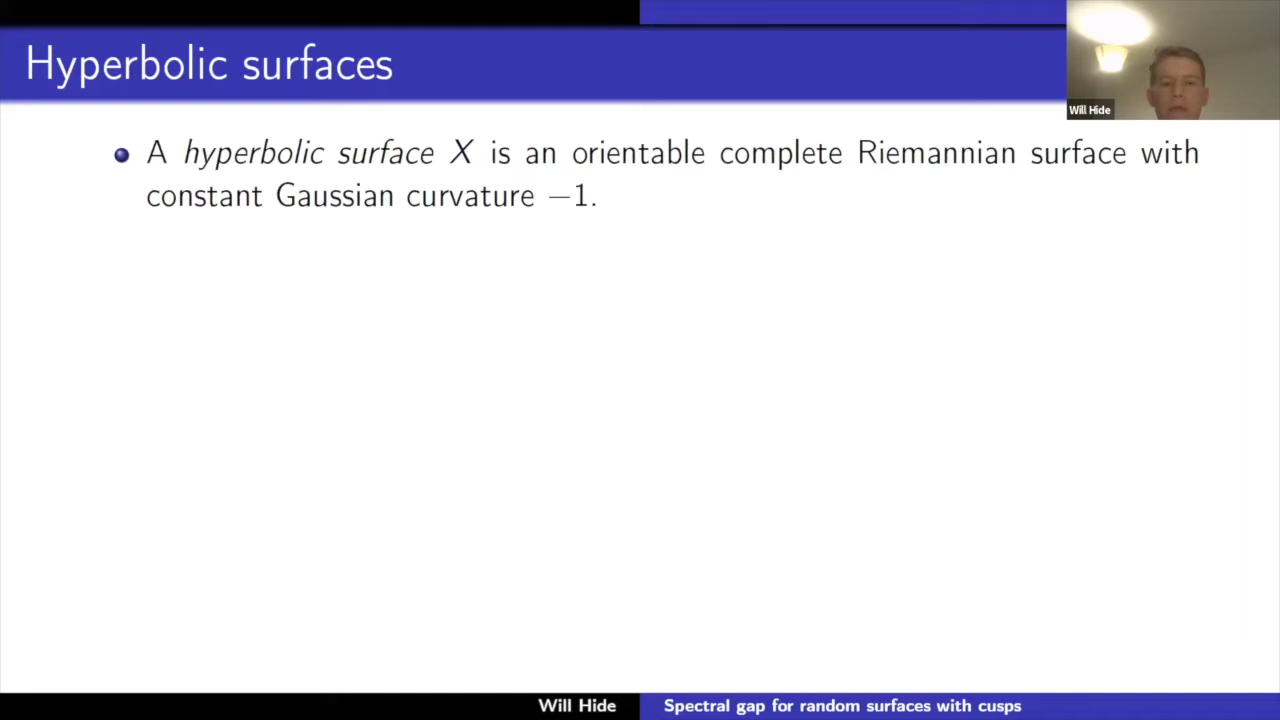 Hyperbolic surfaces
Will Hide
A hyperbolic surface X is an orientable complete Riemannian surface with
constant Gaussian curvature −1.
Will Hide
Spectral gap for random surfaces with cusps